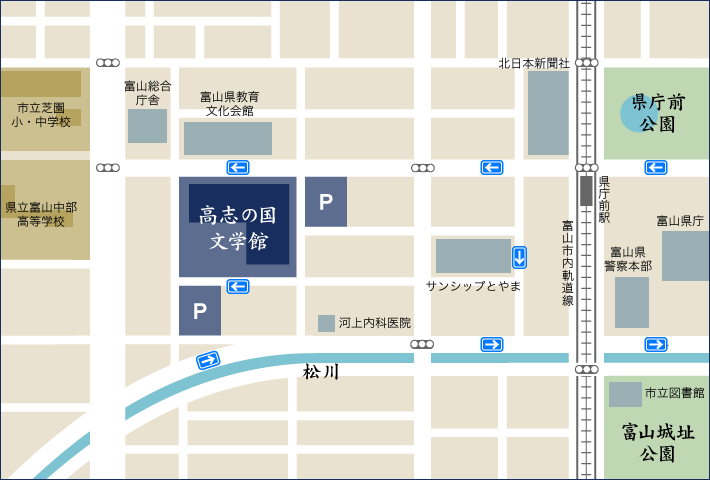 北日本新聞社
富山総合
庁舎
富山県教育
文化会館
市立芝園
小・中学校
県庁前
公園
県立富山中部
高等学校
高志の国
文学館
P
県庁前駅
富山市内軌道線
富山県庁
富山県
警察本部
サンシップとやま
P
河上内科医院
松川
市立図書館
富山城址
公園